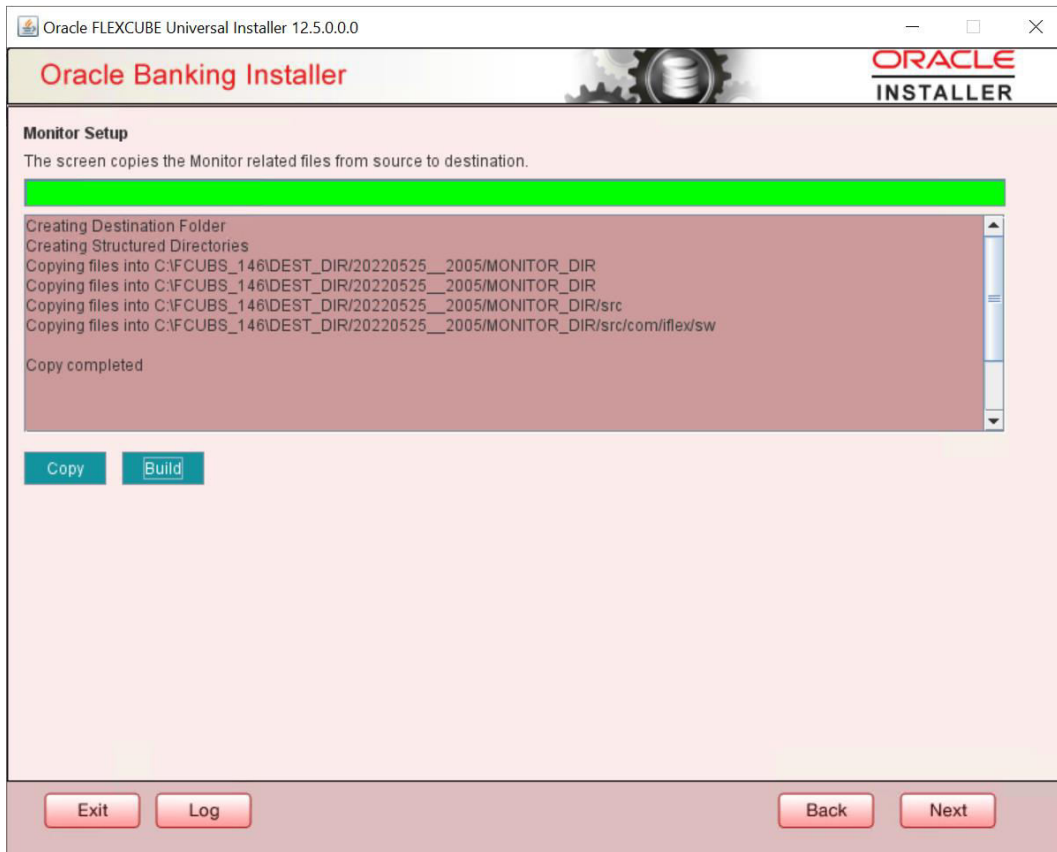 Oracle FLEXCUBE Universal Installer 12.5.0.0.0
Oracle Banking Installer
ORACLE
INSTALLER
Monitor Setup
The screen copies the Monitor related files from source to destination.
Creating Destination Folder
Creating Structured Directories
Copying files into C:\FCUBS_146\DEST_DIR/20220525__2005/MONITOR_DIR
Copying files into C:\FCUBS_146\DEST_DIR/20220525__2005/MONITOR_DIR
Copying files into C:\FCUBS_146\DEST_DIR/20220525__2005/MONITOR_DIR/src
Copying files into C:\FCUBS_146\DEST_DIR/20220525__2005/MONITOR_DIR/src/com/iflex/sw
Copy completed
Copy Build
Exit Log Back Next